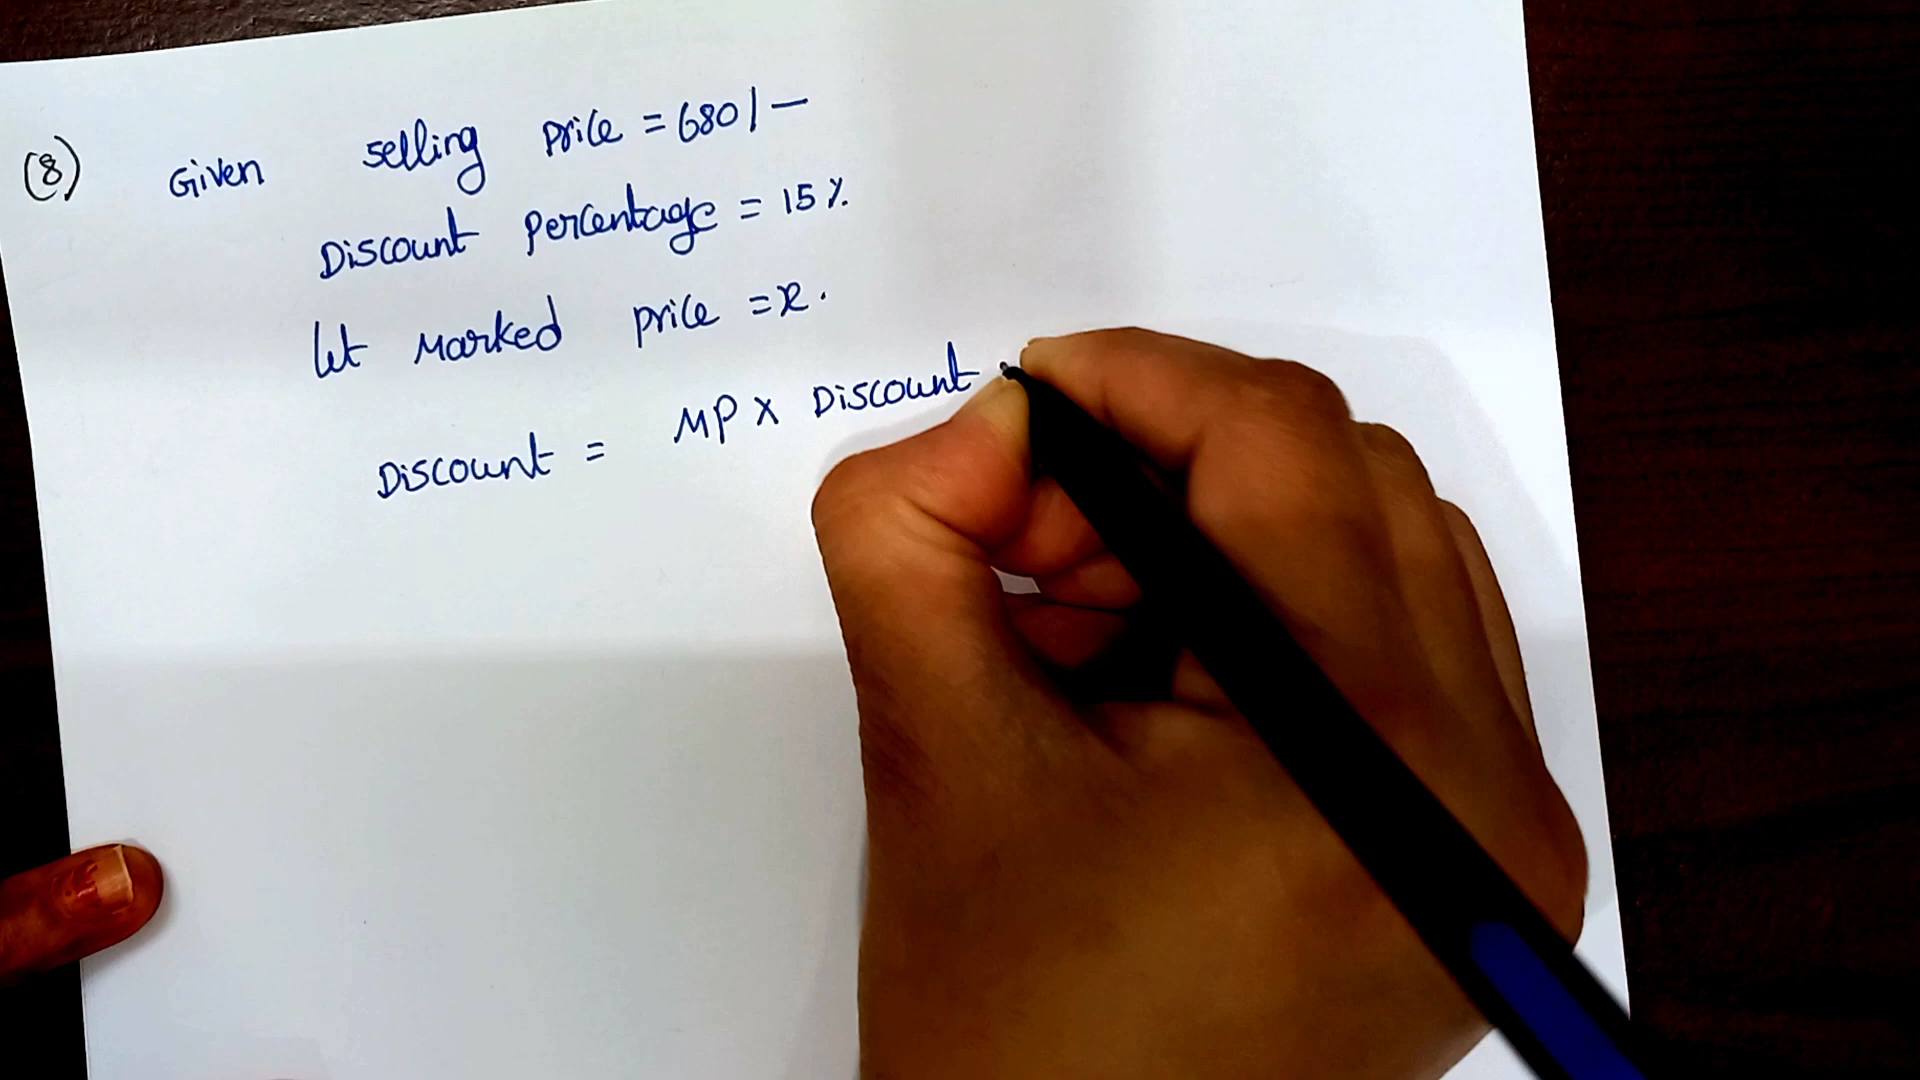 (8) Given selling price = 680/-
Discount percentage = 15%
let Marked price = x.
Discount = MP X Discount